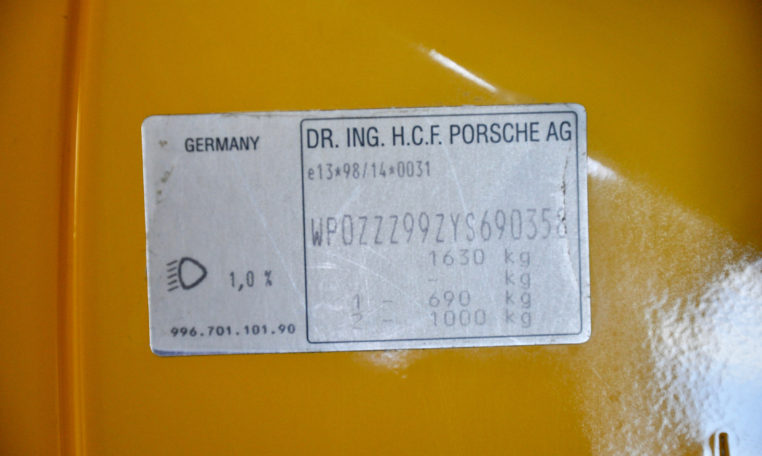 GERMANY
1,0 %
996.701.101.90
DR. ING. H.C.F. PORSCHE AG
e13*98/14*0031
WP0ZZZ99ZYS690358
1630 kg
- kg
1 - 690 kg
2 - 1000 kg